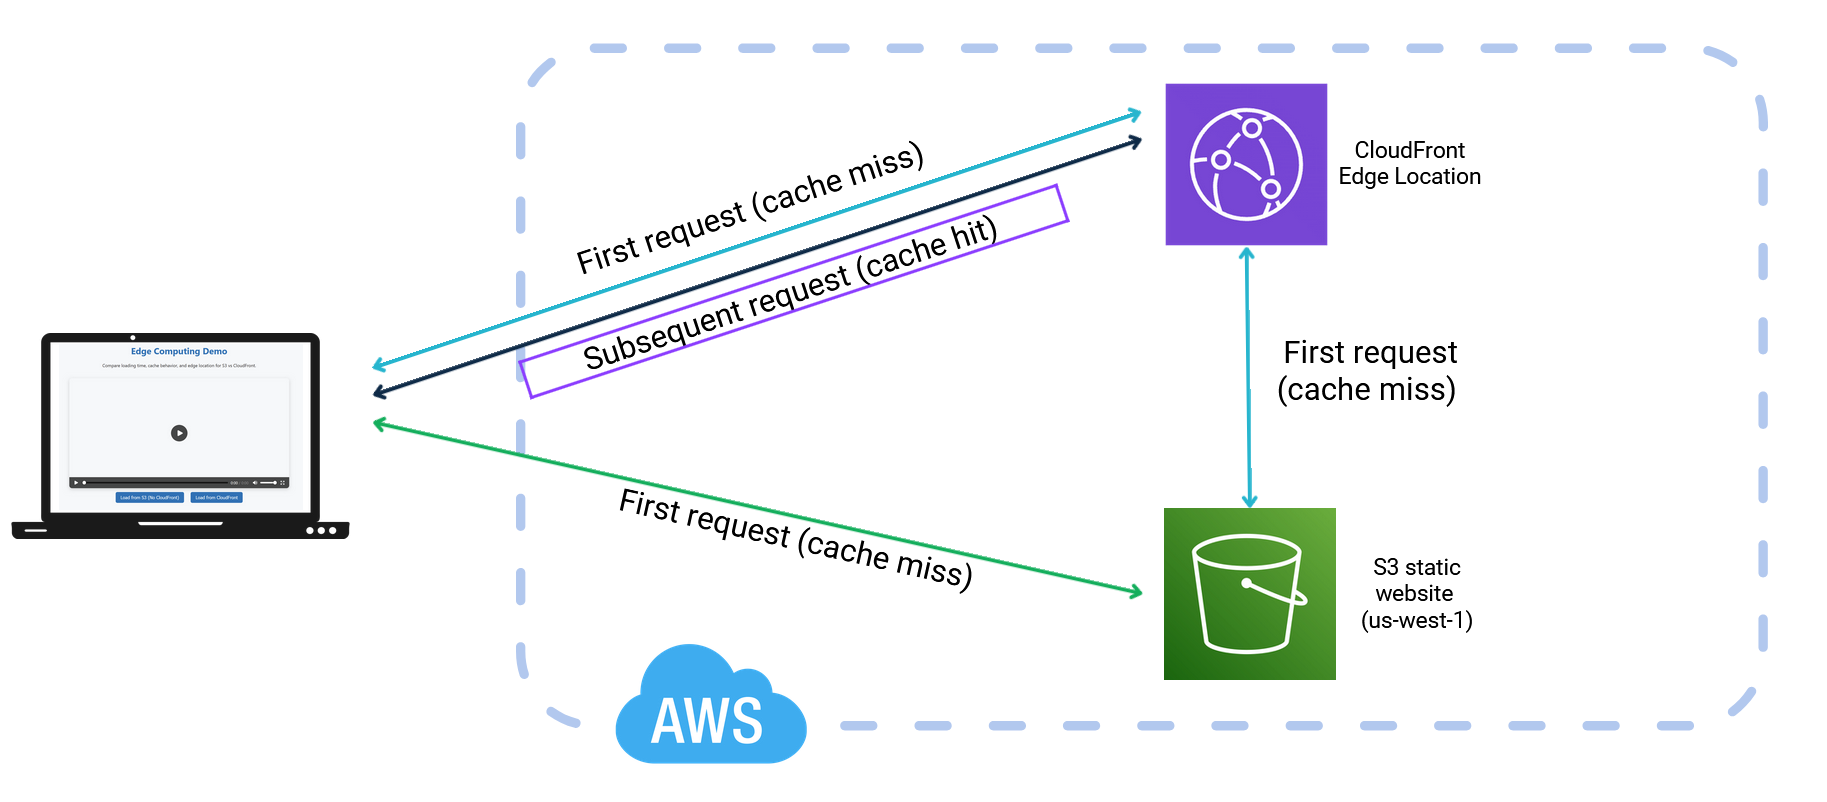 First request (cache miss)
Subsequent request (cache hit)
First request (cache miss)
CloudFront
Edge Location
First request
(cache miss)
S3 static
website
(us-west-1)
AWS
Edge Computing Demo
Compare loading time, cache behavior, and edge location for S3 vs CloudFront.
Load from S3 (No CloudFront)
Load from CloudFront